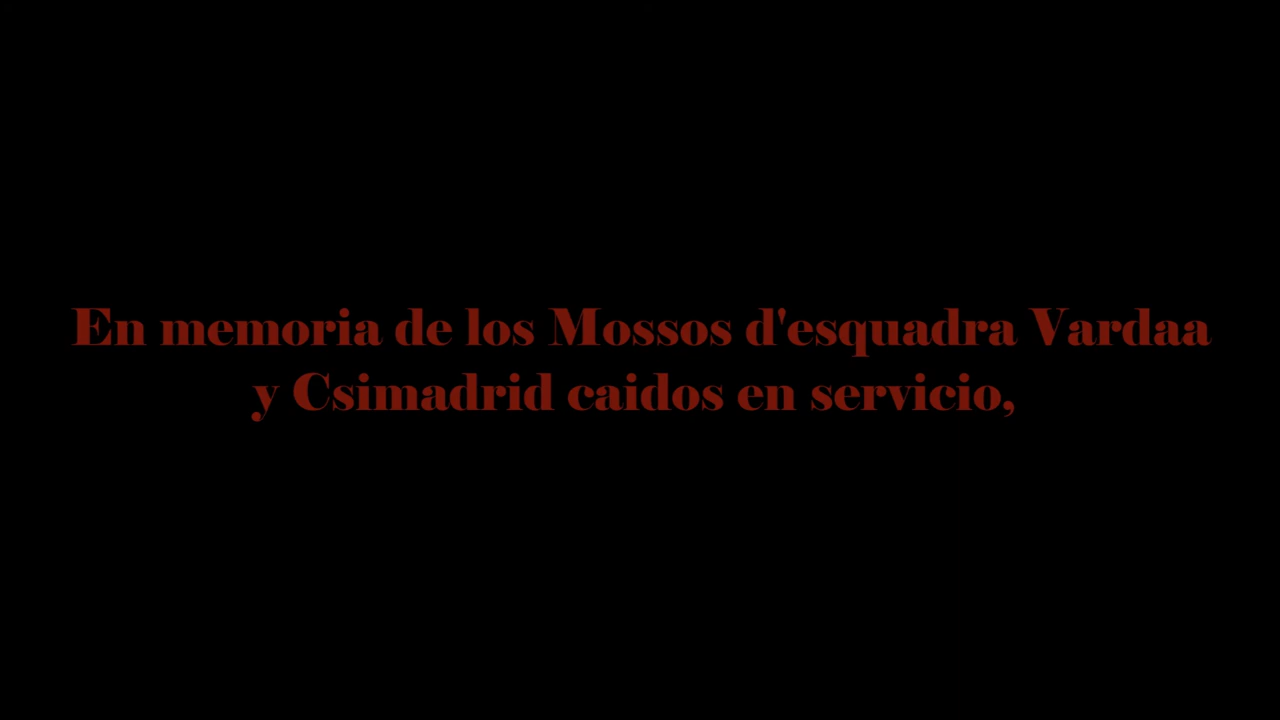 En memoria de los Mossos d'esquadra Vardaa
y Csimadrid caidos en servicio,